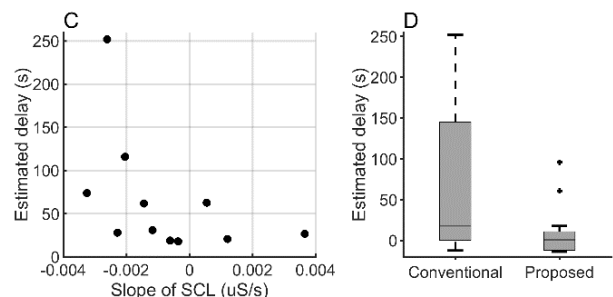 C
Estimated delay (s)
250
200
150
100
50
0
-0.004
-0.002
0
0.002
0.004
Slope of SCL (uS/s)
D
Estimated delay (s)
250
200
150
100
50
0
Conventional
Proposed